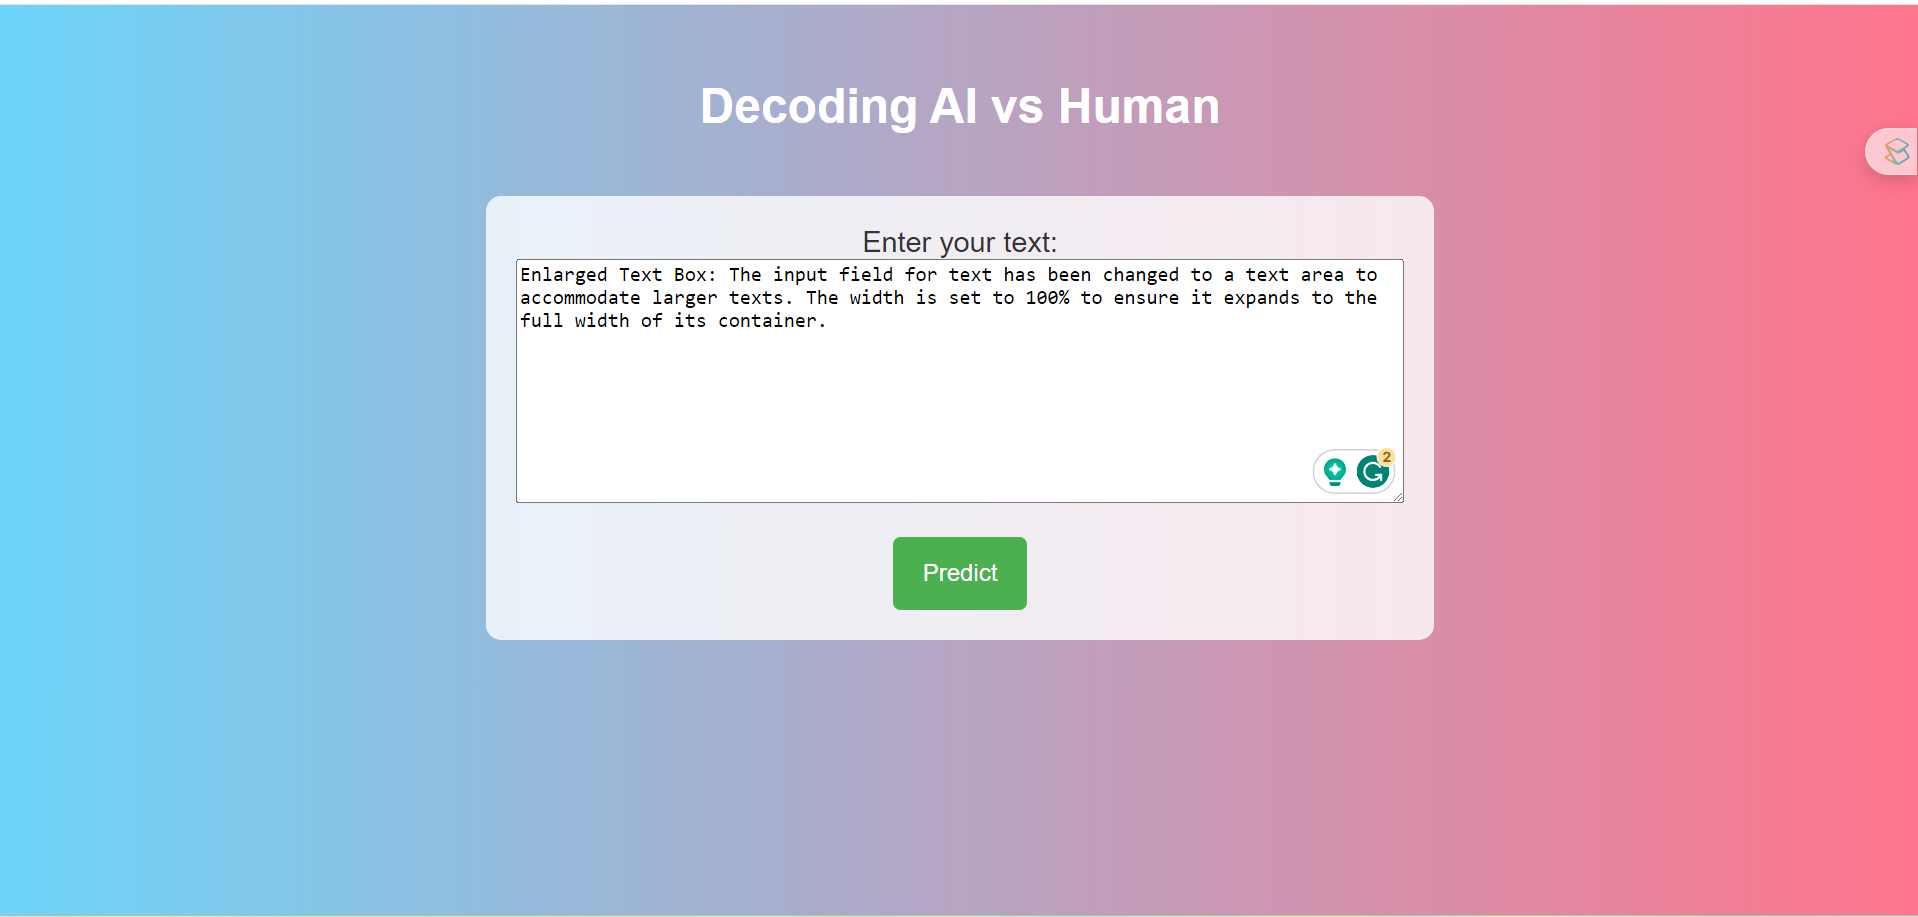 Decoding AI vs Human
Enter your text:
Enlarged Text Box: The input field for text has been changed to a text area to
accommodate larger texts. The width is set to 100% to ensure it expands to the
full width of its container.
2
Predict